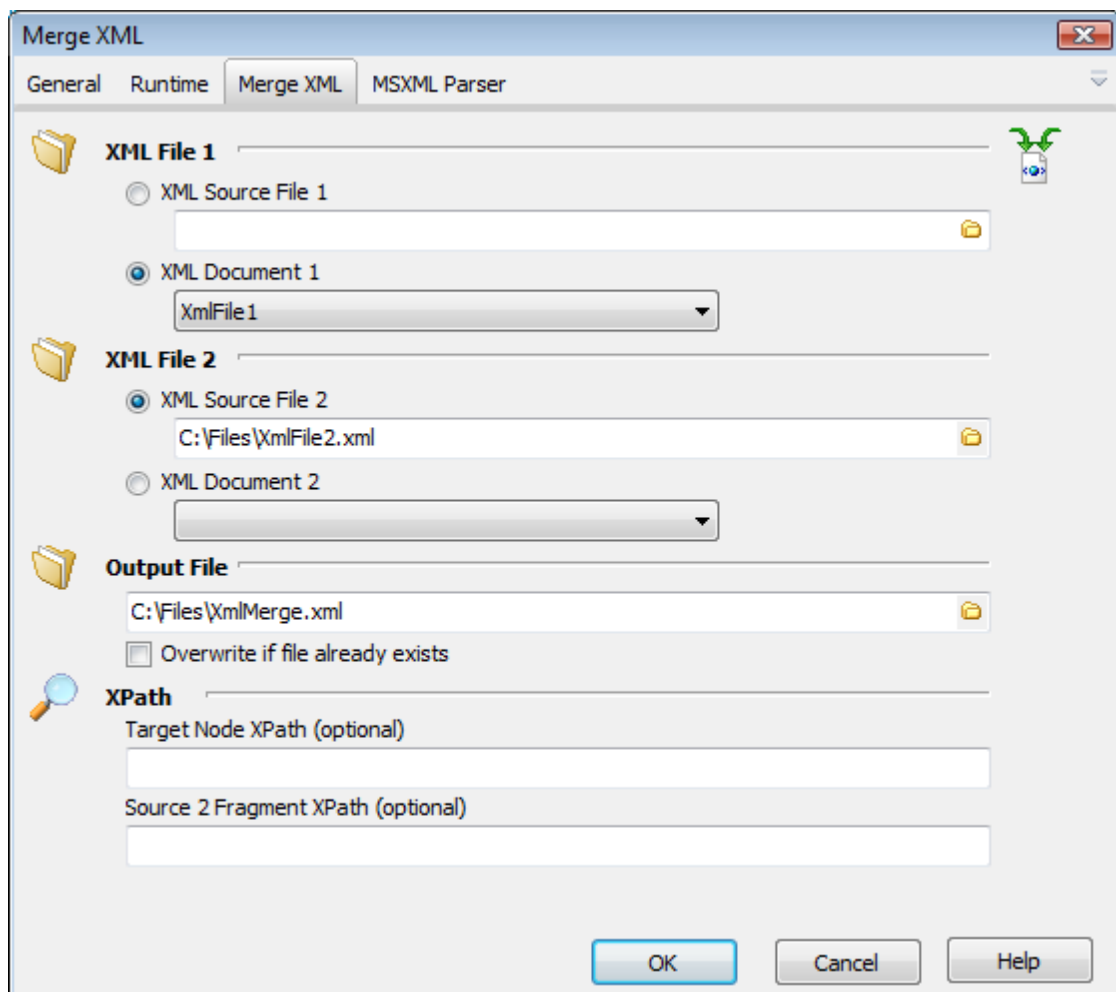 Merge XML
General Runtime Merge XML MSXML Parser
XML File 1
XML Source File 1
XML Document 1
XmlFile1
XML File 2
XML Source File 2
C:\Files\XmlFile2.xml
XML Document 2
Output File
C:\Files\XmlMerge.xml
Overwrite if file already exists
XPath
Target Node XPath (optional)
Source 2 Fragment XPath (optional)
OK Cancel Help